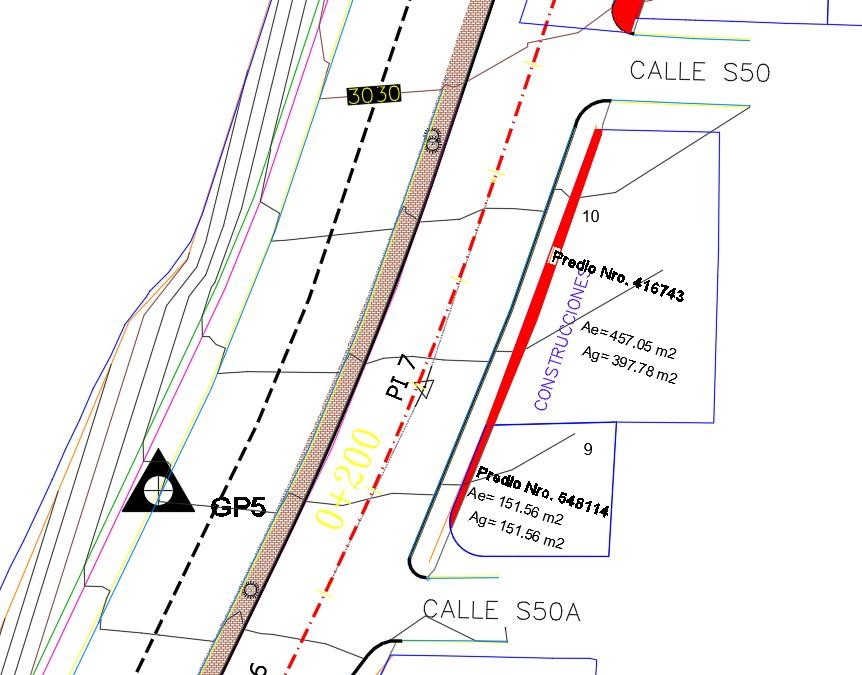 CALLE S50
3030
10
Predio Nro. 416743
CONSTRUCCIONES
Ae=457.05 m2
Ag=397.78 m2
PI 7
0+200
9
Predio Nro. 548114
Ae= 151.56 m2
Ag= 151.56 m2
GP5
CALLE S50A
6